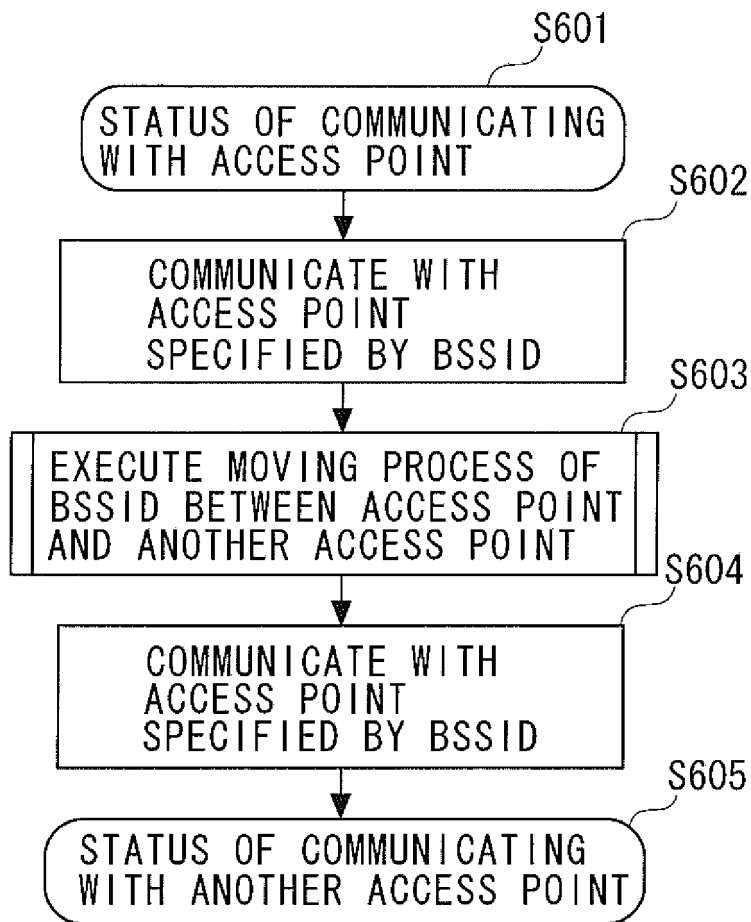 S601
STATUS OF COMMUNICATING
WITH ACCESS POINT
S602
COMMUNICATE WITH
ACCESS POINT
SPECIFIED BY BSSID
S603
EXECUTE MOVING PROCESS OF
BSSID BETWEEN ACCESS POINT
AND ANOTHER ACCESS POINT
S604
COMMUNICATE WITH
ACCESS POINT
SPECIFIED BY BSSID
S605
STATUS OF COMMUNICATING
WITH ANOTHER ACCESS POINT